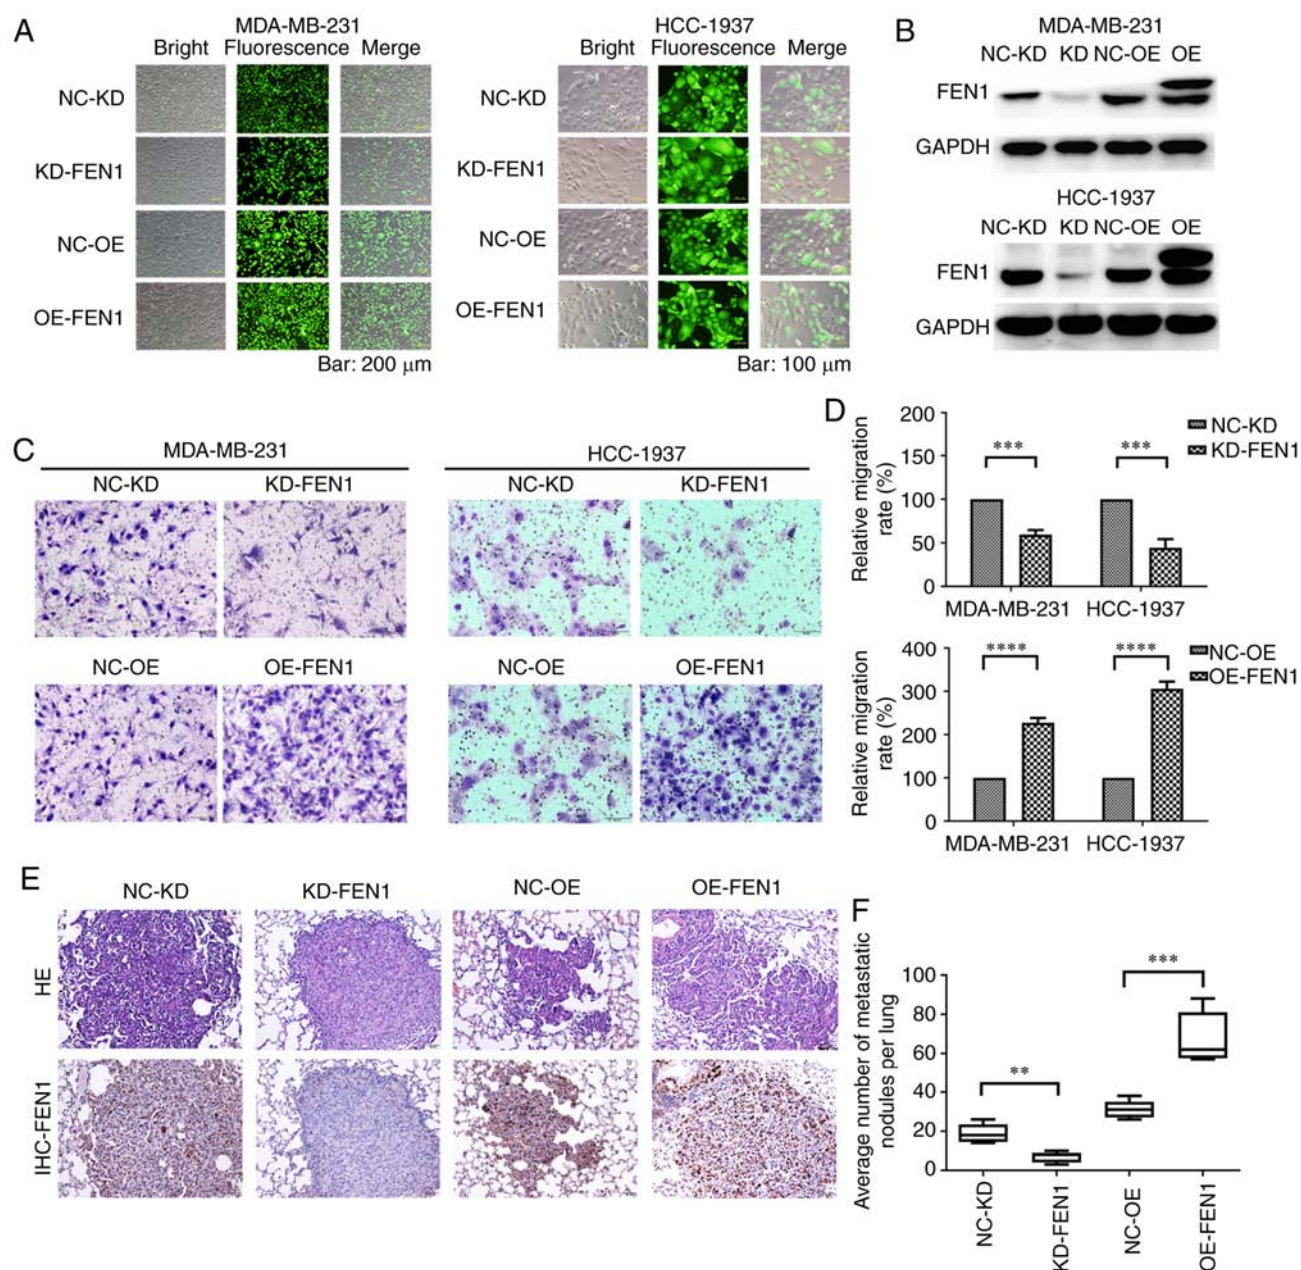 A
MDA-MB-231
Bright Fluorescence Merge
NC-KD
KD-FEN1
NC-OE
OE-FEN1
Bar: 200 μm
HCC-1937
Bright Fluorescence Merge
NC-KD
KD-FEN1
NC-OE
OE-FEN1
Bar: 100 μm
B
MDA-MB-231
NC-KD KD NC-OE OE
FEN1
GAPDH
HCC-1937
NC-KD KD NC-OE OE
FEN1
GAPDH
C
MDA-MB-231
NC-KD KD-FEN1
NC-OE OE-FEN1
HCC-1937
NC-KD KD-FEN1
NC-OE OE-FEN1
D
Relative migration
rate (%)
200
150
100
50
0
*** ***
MDA-MB-231 HCC-1937
NC-KD
KD-FEN1
Relative migration
rate (%)
400
300
200
100
0
**** ****
MDA-MB-231 HCC-1937
NC-OE
OE-FEN1
E
NC-KD KD-FEN1 NC-OE OE-FEN1
HE
IHC-FEN1
F
Average number of metastatic
nodules per lung
100
80
60
40
20
0
**
***
NC-KD
KD-FEN1
NC-OE
OE-FEN1